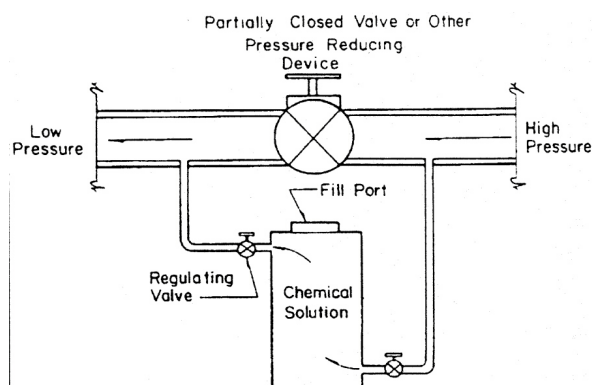 Partially Closed Valve or Other
Pressure Reducing
Device
Low
Pressure
High
Pressure
Fill Port
Regulating
Valve
Chemical
Solution